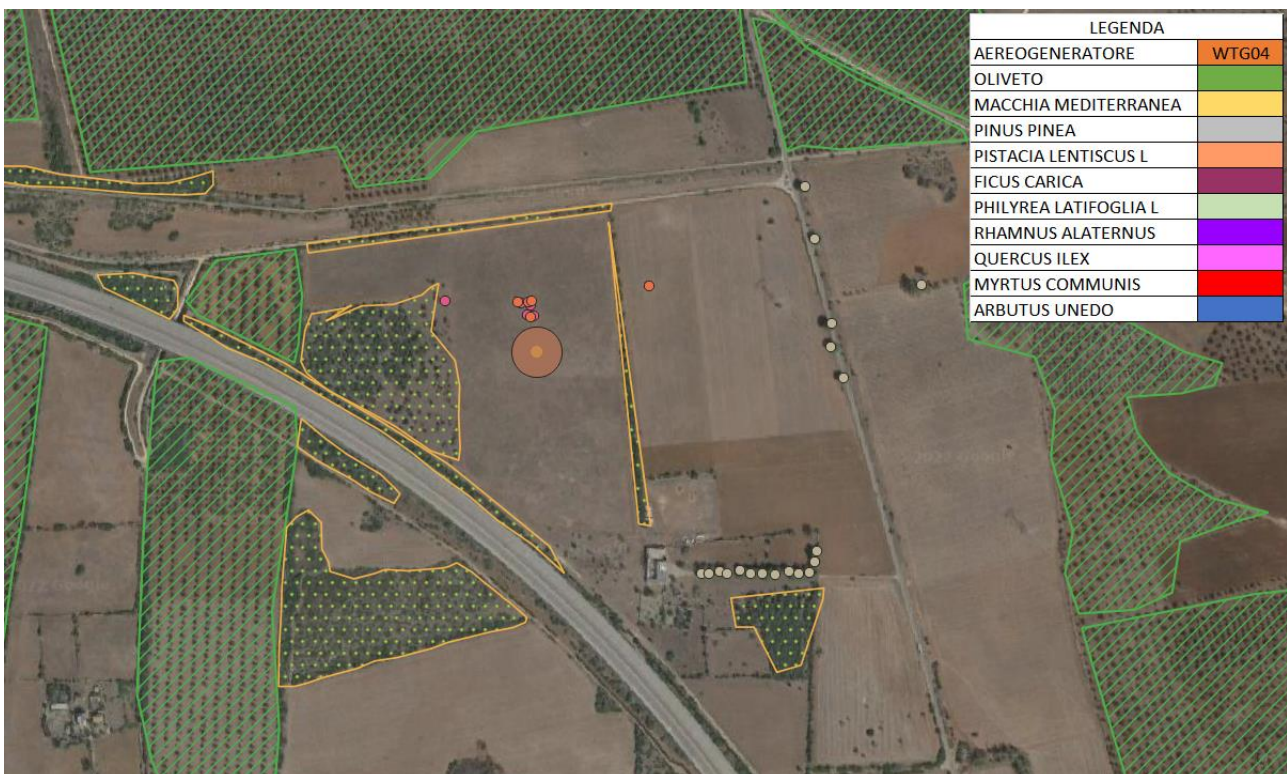 LEGENDA
AEREOGENERATORE WTG04
OLIVETO
MACCHIA MEDITERRANEA
PINUS PINEA
PISTACIA LENTISCUS L
FICUS CARICA
PHILYREA LATIFOGLIA L
RHAMNUS ALATERNUS
QUERCUS ILEX
MYRTUS COMMUNIS
ARBUTUS UNEDO